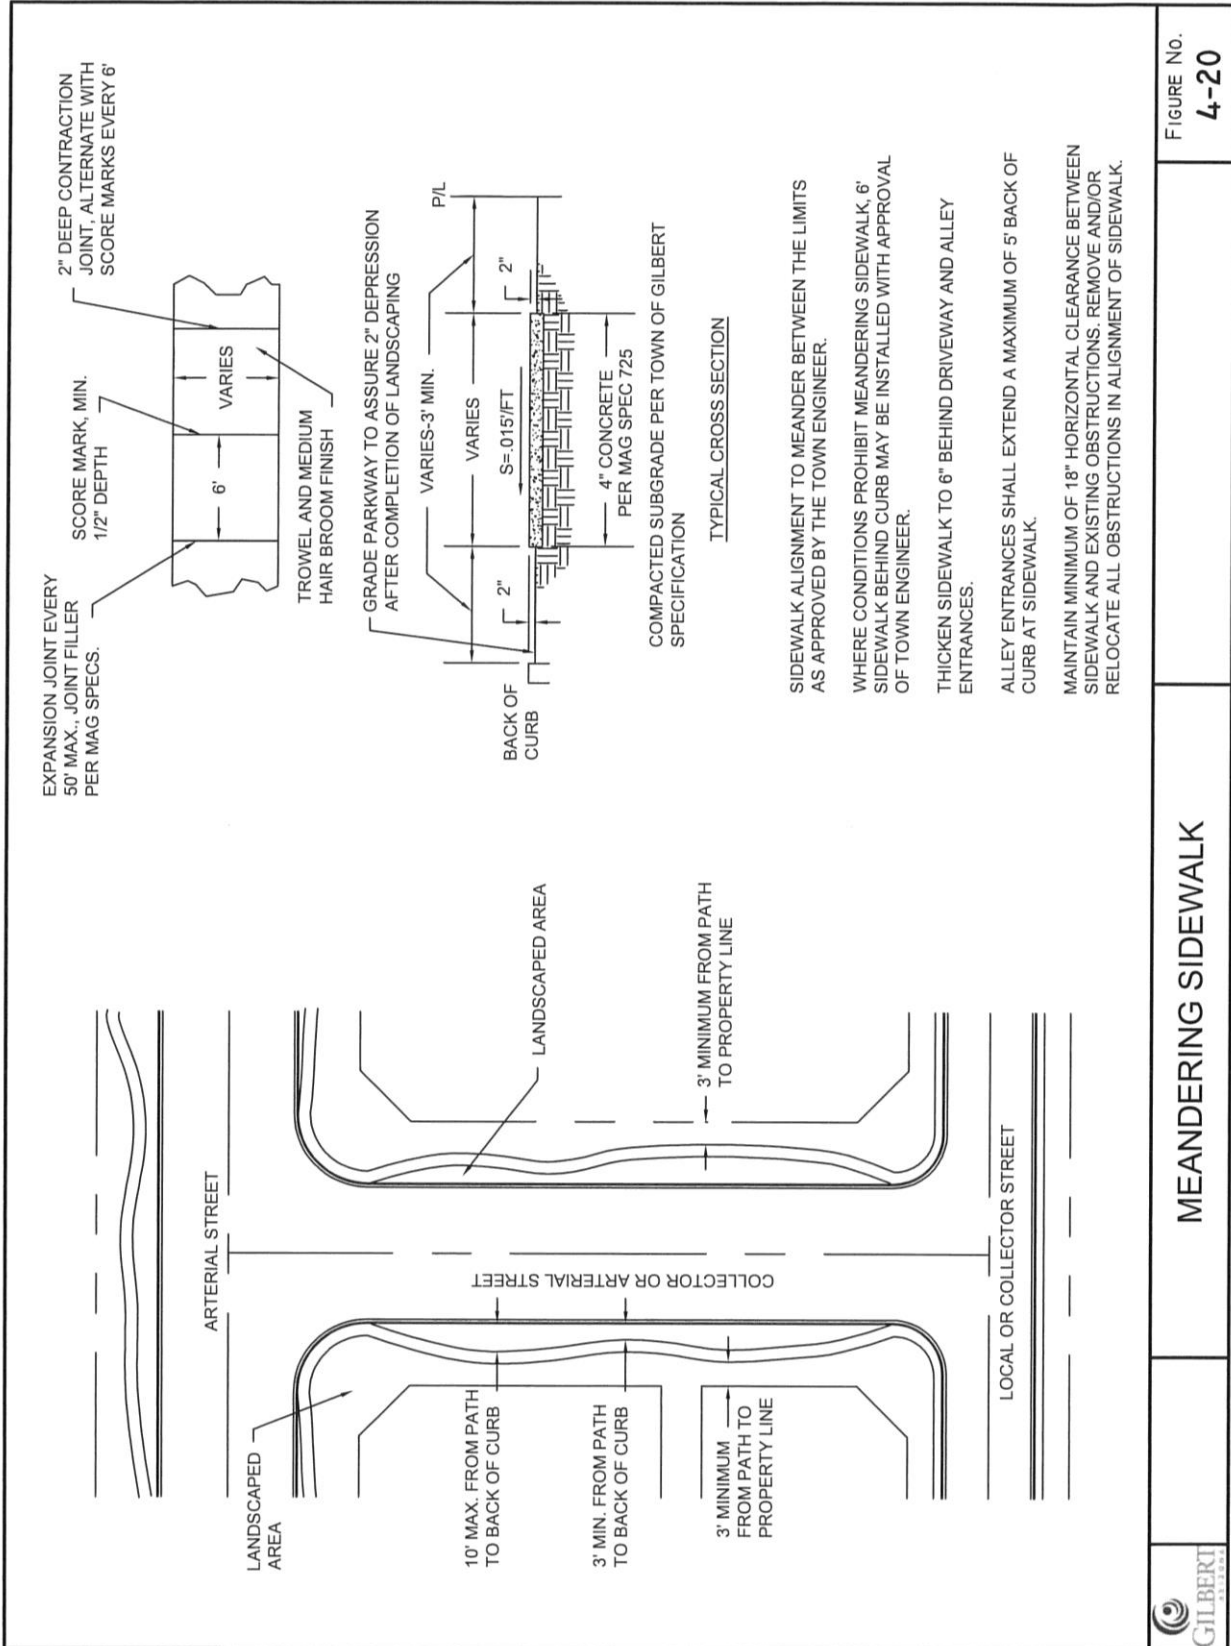 ARTERIAL STREET
LANDSCAPED
AREA
10' MAX. FROM PATH
TO BACK OF CURB
3' MIN. FROM PATH
TO BACK OF CURB
3' MINIMUM
FROM PATH TO
PROPERTY LINE
COLLECTOR OR ARTERIAL STREET
LANDSCAPED AREA
3' MINIMUM FROM PATH
TO PROPERTY LINE
LOCAL OR COLLECTOR STREET
EXPANSION JOINT EVERY
50' MAX., JOINT FILLER
PER MAG SPECS.
SCORE MARK, MIN.
1/2" DEPTH
2" DEEP CONTRACTION
JOINT, ALTERNATE WITH
SCORE MARKS EVERY 6'
6'
VARIES
TROWEL AND MEDIUM
HAIR BROOM FINISH
GRADE PARKWAY TO ASSURE 2" DEPRESSION
AFTER COMPLETION OF LANDSCAPING
P/L
VARIES-3' MIN.
VARIES
S=.015'/FT
2"
2"
BACK OF
CURB
4" CONCRETE
PER MAG SPEC 725
COMPACTED SUBGRADE PER TOWN OF GILBERT
SPECIFICATION
TYPICAL CROSS SECTION
SIDEWALK ALIGNMENT TO MEANDER BETWEEN THE LIMITS
AS APPROVED BY THE TOWN ENGINEER.
WHERE CONDITIONS PROHIBIT MEANDERING SIDEWALK, 6'
SIDEWALK BEHIND CURB MAY BE INSTALLED WITH APPROVAL
OF TOWN ENGINEER.
THICKEN SIDEWALK TO 6" BEHIND DRIVEWAY AND ALLEY
ENTRANCES.
ALLEY ENTRANCES SHALL EXTEND A MAXIMUM OF 5' BACK OF
CURB AT SIDEWALK.
MAINTAIN MINIMUM OF 18" HORIZONTAL CLEARANCE BETWEEN
SIDEWALK AND EXISTING OBSTRUCTIONS. REMOVE AND/OR
RELOCATE ALL OBSTRUCTIONS IN ALIGNMENT OF SIDEWALK.
GILBERT
ARIZONA
MEANDERING SIDEWALK
FIGURE No.
4-20